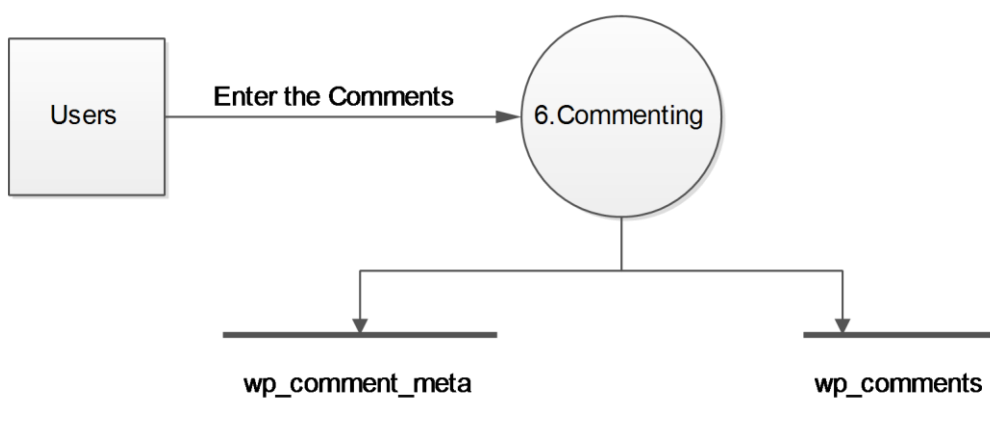 Users
Enter the Comments
6.Commenting
wp_comment_meta
wp_comments